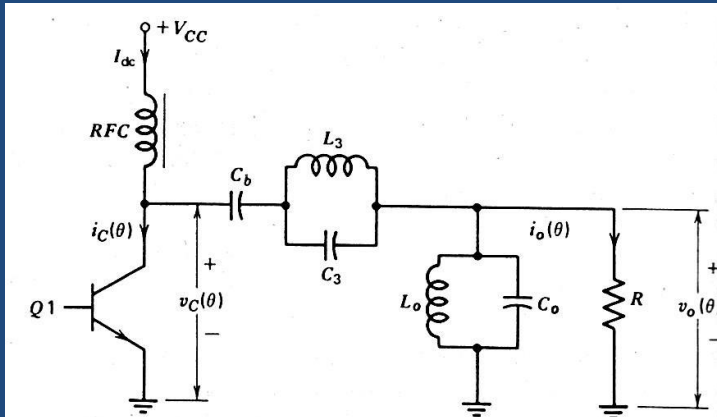 + V_CC
I_dc
RFC
L_3
C_b
i_C(θ)
i_o(θ)
+
+
C_3
Q1
v_C(θ)
L_o
C_o
R
v_o(θ)
−
−